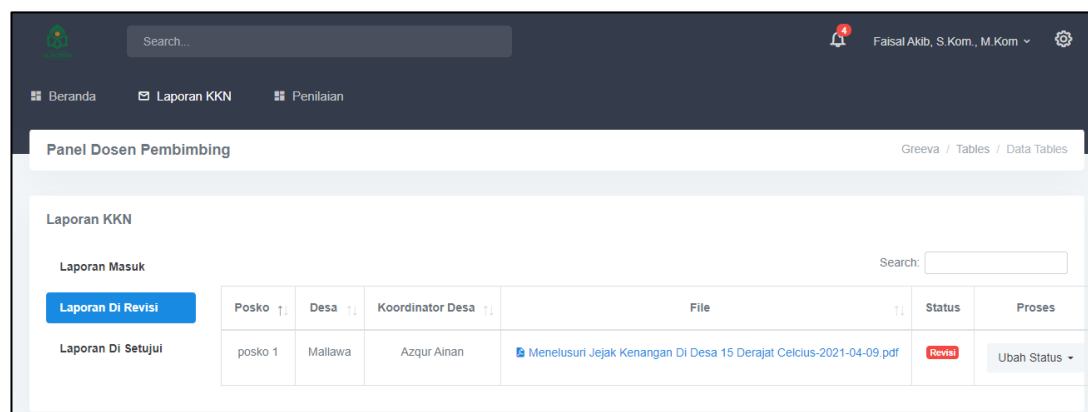 Search...
4
Faisal Akib, S.Kom., M.Kom
Beranda Laporan KKN Penilaian
Panel Dosen Pembimbing
Greeva / Tables / Data Tables
Laporan KKN
Laporan Masuk
Laporan Di Revisi
Laporan Di Setujui
Search:
Posko Desa Koordinator Desa File Status Proses
posko 1 Mallawa Azqur Ainan Menelusuri Jejak Kenangan Di Desa 15 Derajat Celcius-2021-04-09.pdf Revisi Ubah Status